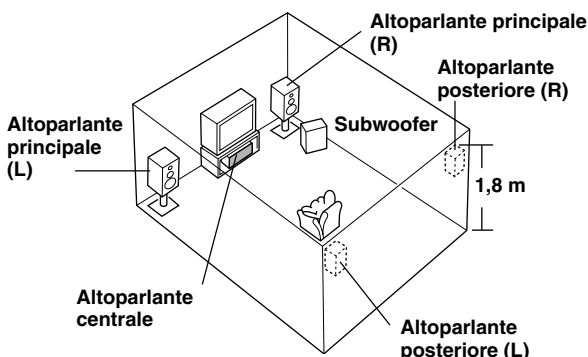 Altoparlante principale
(R)
Altoparlante
posteriore (R)
Subwoofer
Altoparlante
principale
(L)
1,8 m
Altoparlante
centrale
Altoparlante
posteriore (L)